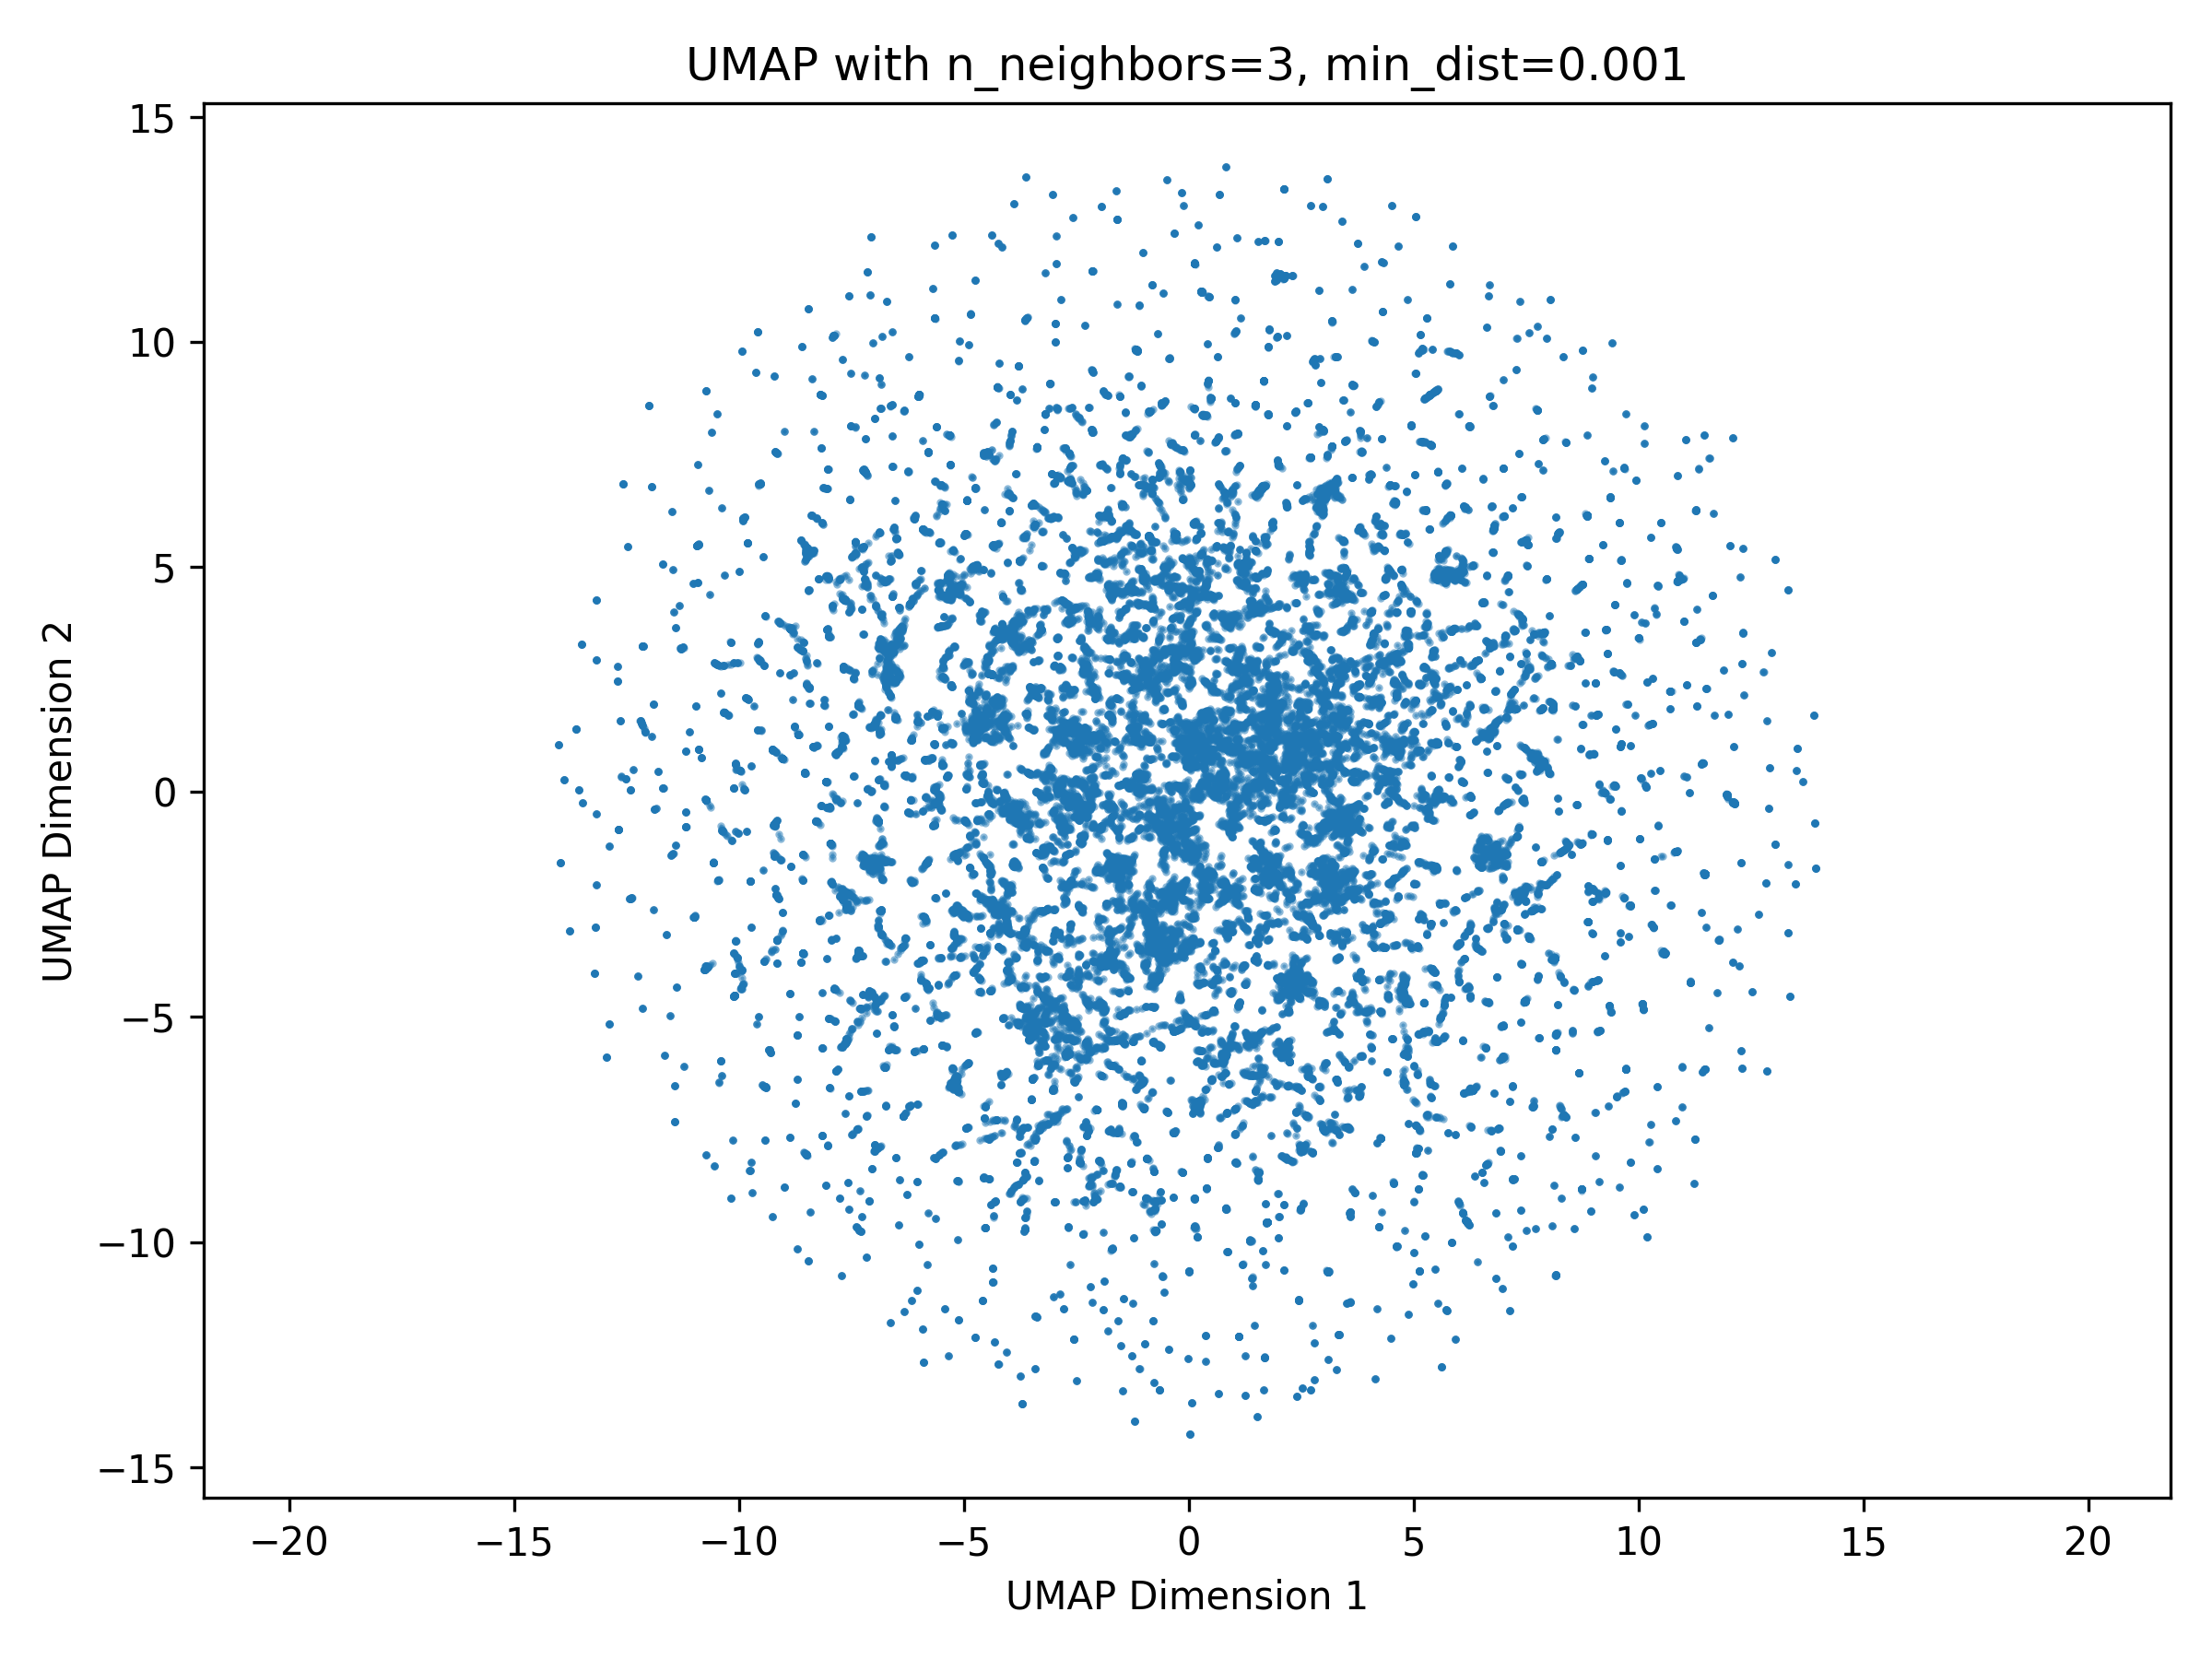 UMAP with n_neighbors=3, min_dist=0.001
15
10
5
0
−5
−10
−15
UMAP Dimension 2
−20 −15 −10 −5 0 5 10 15 20
UMAP Dimension 1